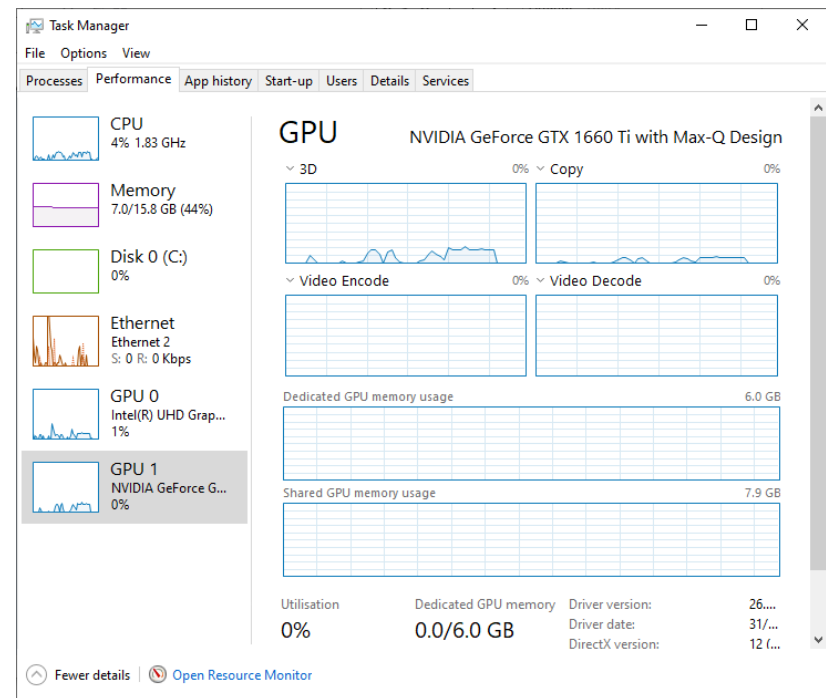 Task Manager
File Options View
Processes Performance App history Start-up Users Details Services
CPU
4% 1.83 GHz
Memory
7.0/15.8 GB (44%)
Disk 0 (C:)
0%
Ethernet
Ethernet 2
S: 0 R: 0 Kbps
GPU 0
Intel(R) UHD Grap...
1%
GPU 1
NVIDIA GeForce G...
0%
GPU NVIDIA GeForce GTX 1660 Ti with Max-Q Design
3D 0% Copy 0%
Video Encode 0% Video Decode 0%
Dedicated GPU memory usage 6.0 GB
Shared GPU memory usage 7.9 GB
Utilisation Dedicated GPU memory Driver version: 26....
0% 0.0/6.0 GB Driver date: 31/...
DirectX version: 12 (...
Fewer details Open Resource Monitor